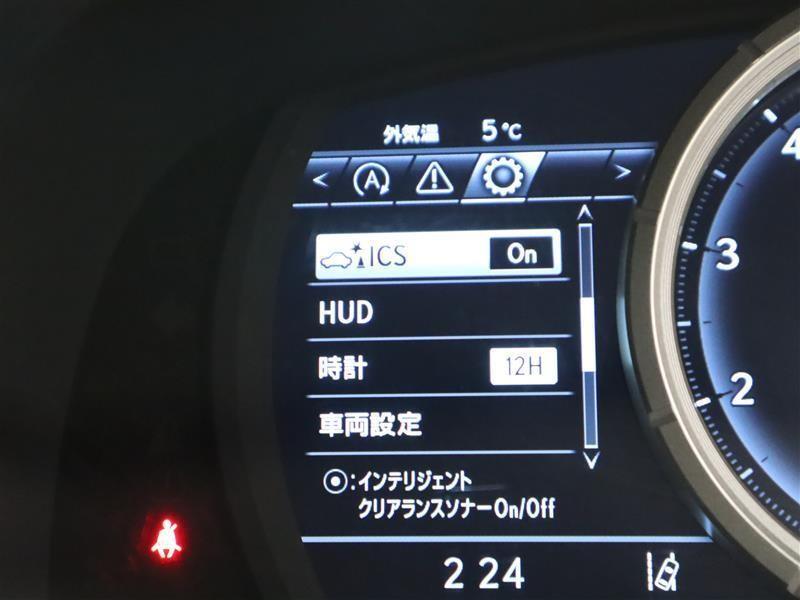 外気温 5℃
< A >
ICS On
HUD
時計 12H
車両設定
:インテリジェント
クリアランスソナーOn/Off
2 24
4
3
2